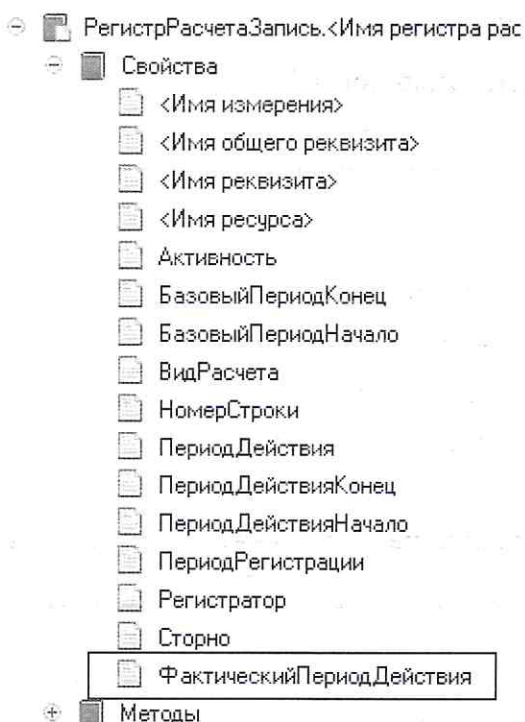 РегистрРасчетаЗапись.<Имя регистра рас
Свойства
<Имя измерения>
<Имя общего реквизита>
<Имя реквизита>
<Имя ресурса>
Активность
БазовыйПериодКонец
БазовыйПериодНачало
ВидРасчета
НомерСтроки
ПериодДействия
ПериодДействияКонец
ПериодДействияНачало
ПериодРегистрации
Регистратор
Сторно
ФактическийПериодДействия
Методы